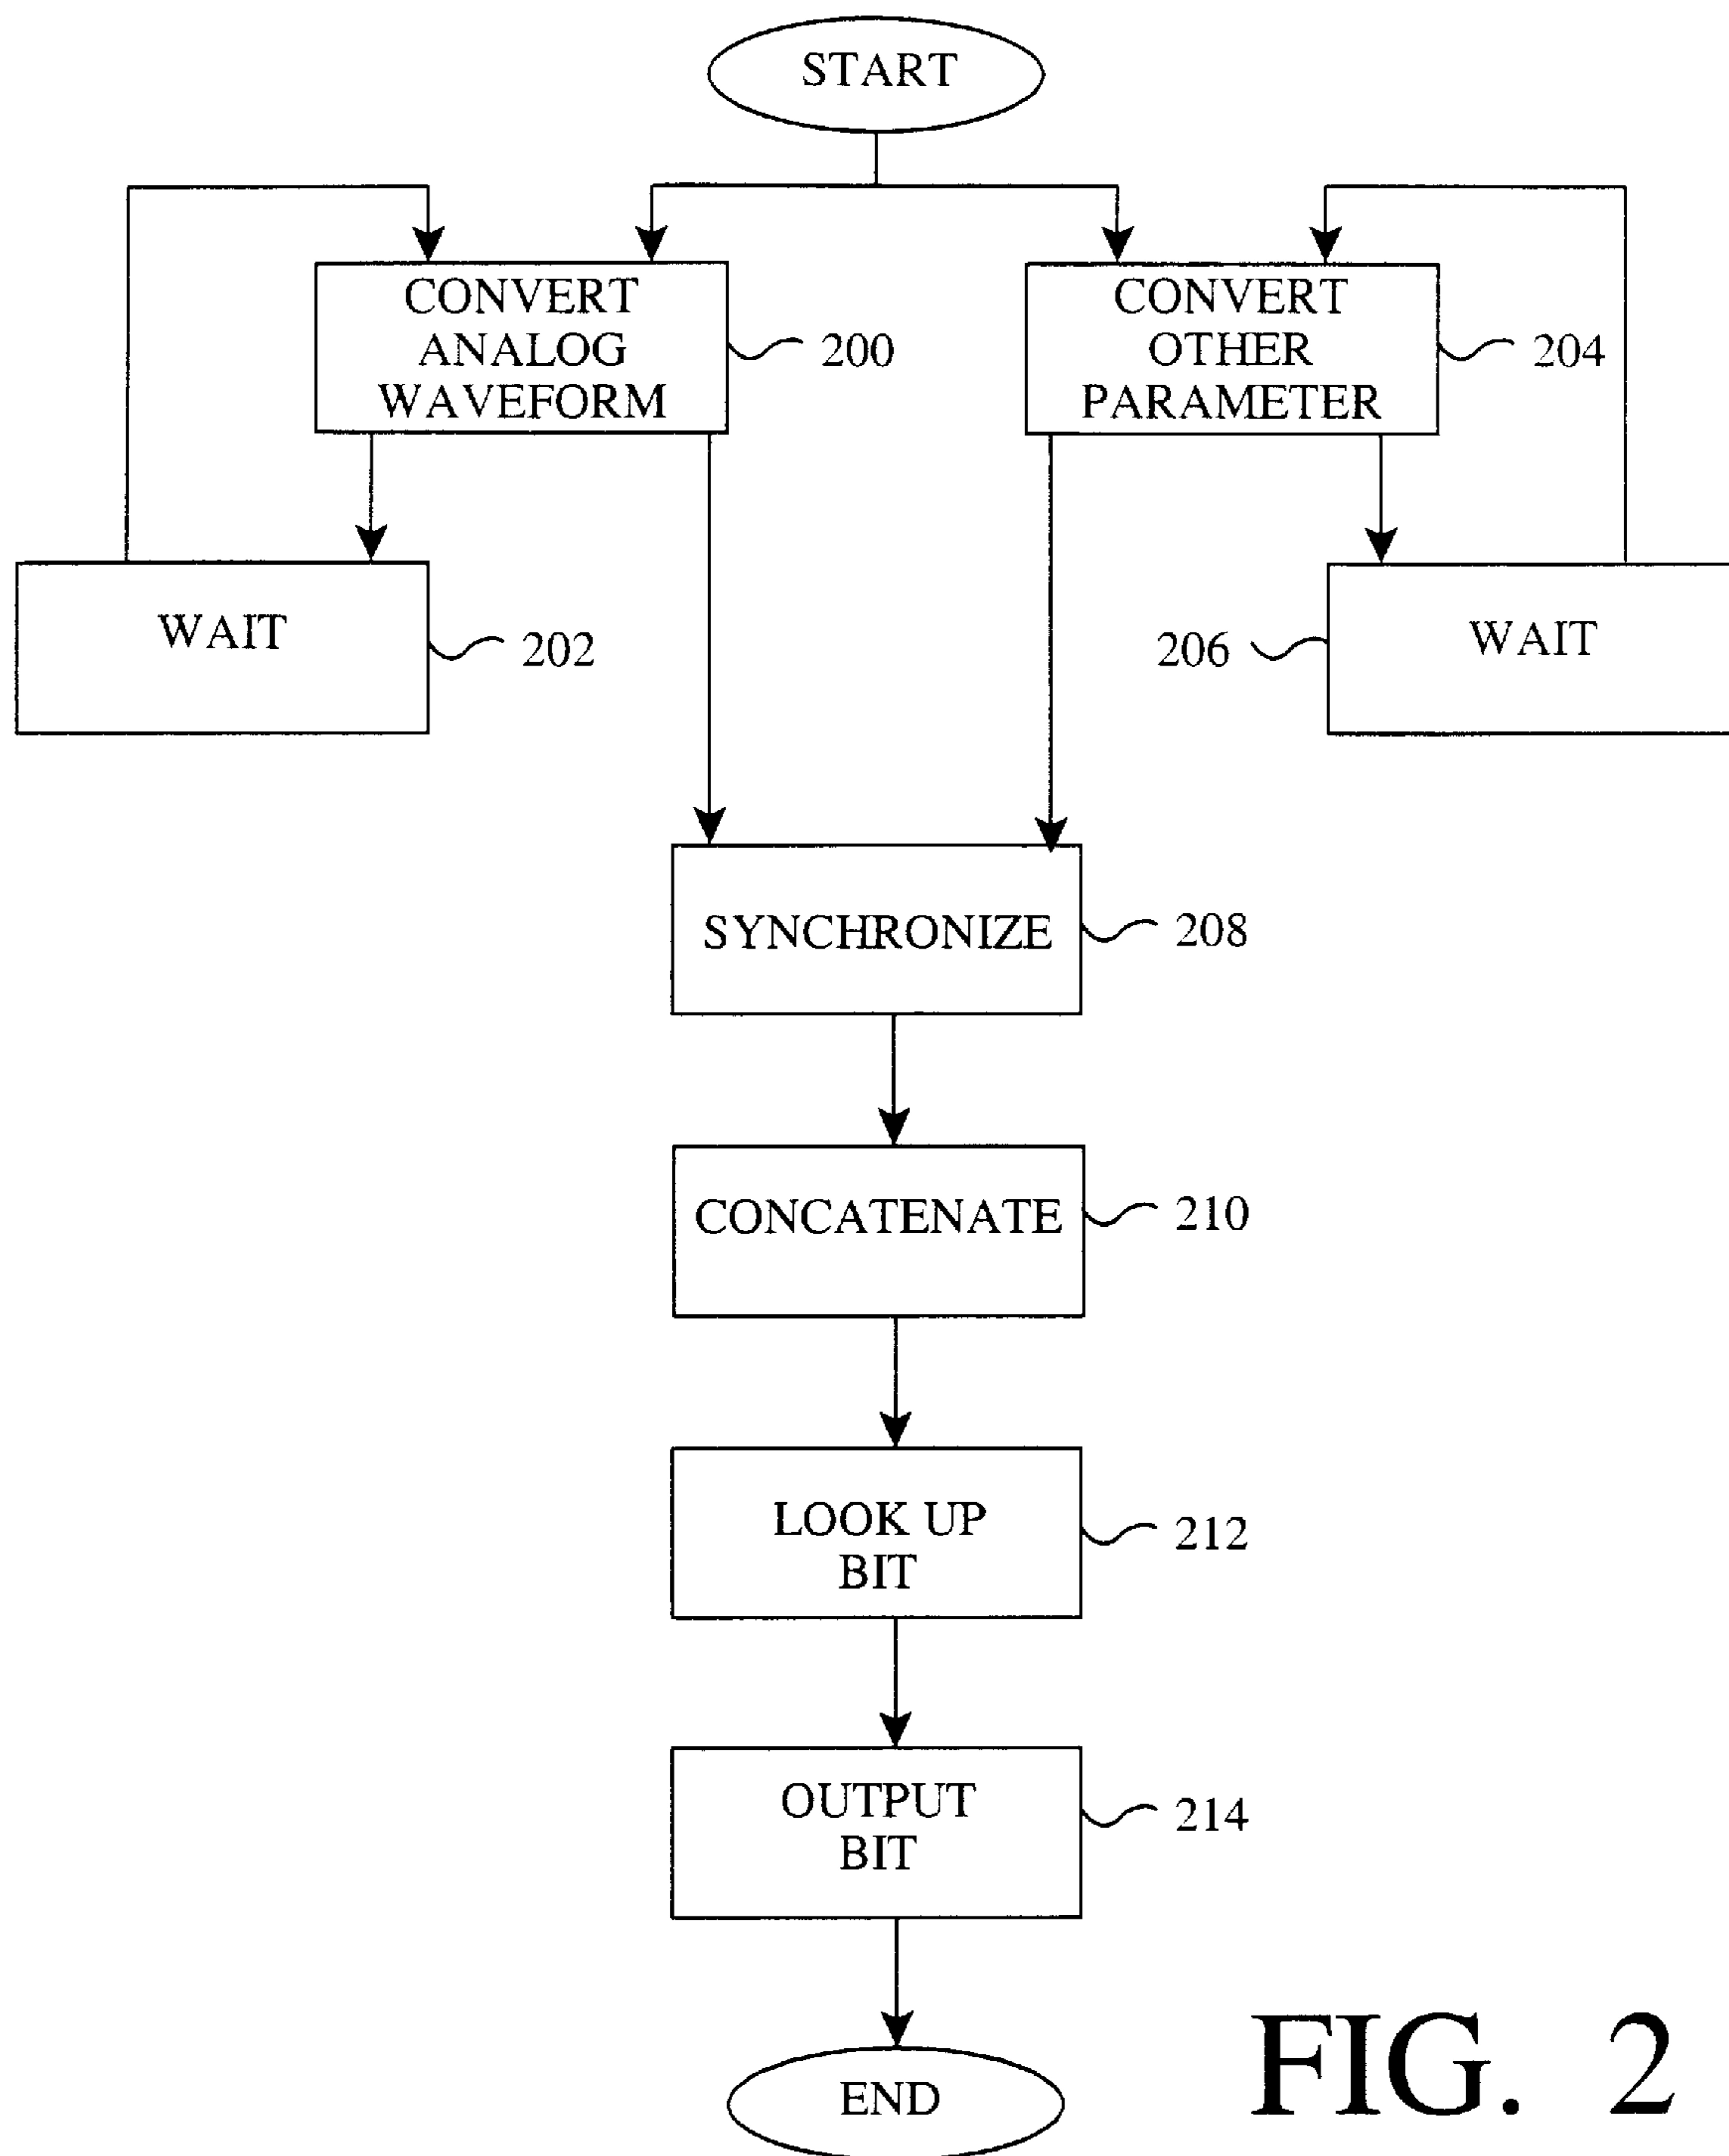 START
CONVERT
ANALOG
WAVEFORM
200
CONVERT
OTHER
PARAMETER
204
WAIT
202
206
WAIT
SYNCHRONIZE
208
CONCATENATE
210
LOOK UP
BIT
212
OUTPUT
BIT
214
END
FIG. 2